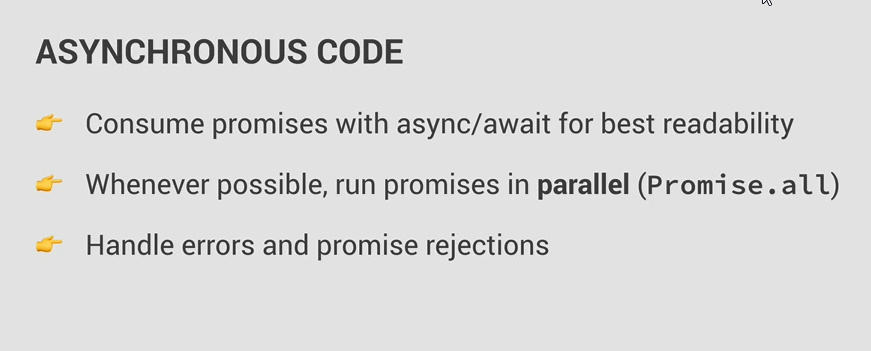 ASYNCHRONOUS CODE
👉 Consume promises with async/await for best readability
👉 Whenever possible, run promises in parallel (Promise.all)
👉 Handle errors and promise rejections